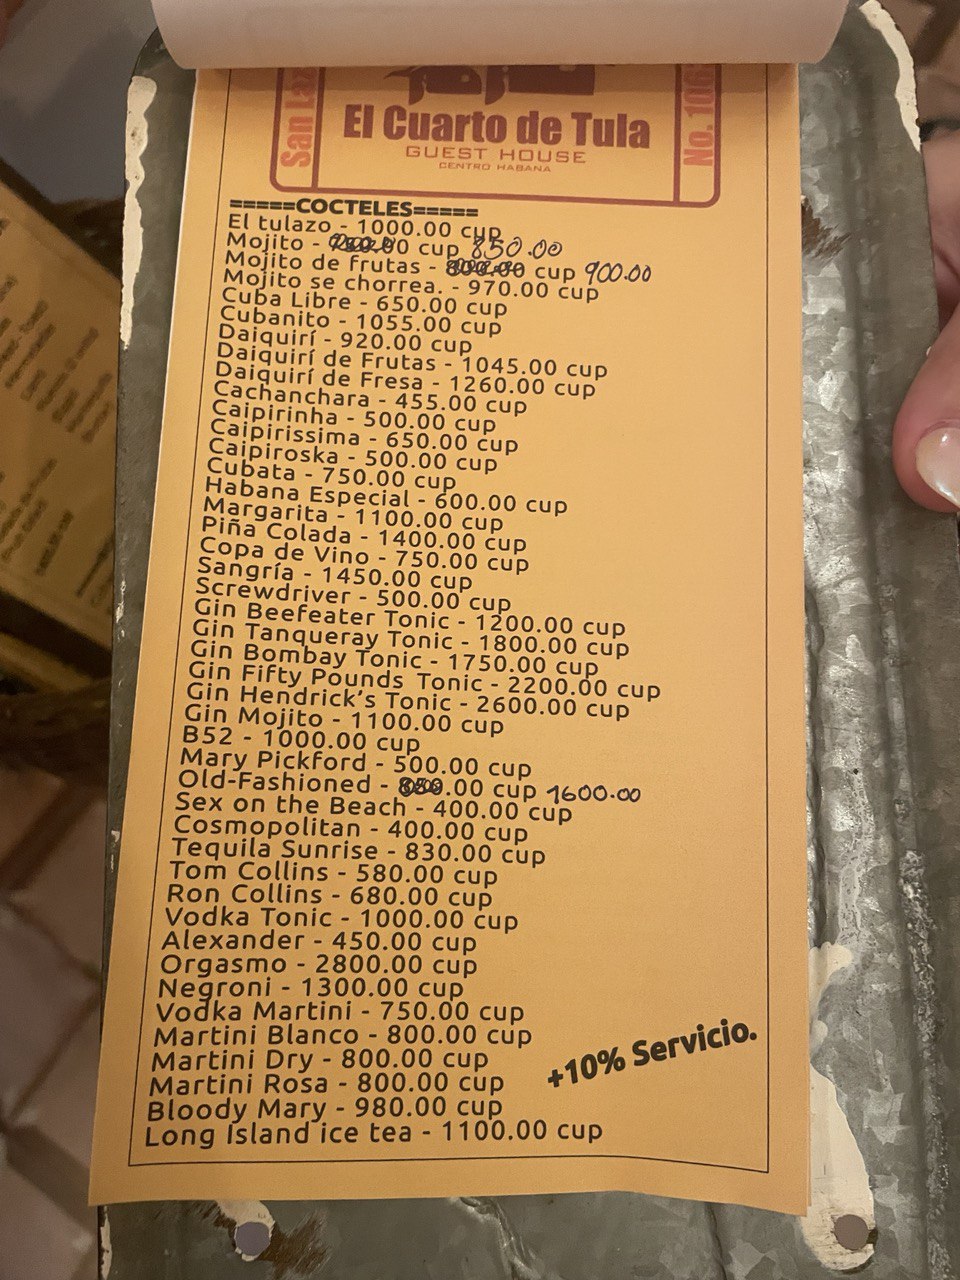 San Laz
El Cuarto de Tula
No. 106
GUEST HOUSE
CENTRO HABANA
=====COCTELES=====
El tulazo - 1000.00 cup
Mojito - 00 cup 850.00
Mojito de frutas - 800.00 cup 900.00
Mojito se chorrea. - 970.00 cup
Cuba Libre - 650.00 cup
Cubanito - 1055.00 cup
Daiquirí - 920.00 cup
Daiquirí de Frutas - 1045.00 cup
Daiquirí de Fresa - 1260.00 cup
Cachanchara - 455.00 cup
Caipirinha - 500.00 cup
Caipirissima - 650.00 cup
Caipiroska - 500.00 cup
Cubata - 750.00 cup
Habana Especial - 600.00 cup
Margarita - 1100.00 cup
Piña Colada - 1400.00 cup
Copa de Vino - 750.00 cup
Sangría - 1450.00 cup
Screwdriver - 500.00 cup
Gin Beefeater Tonic - 1200.00 cup
Gin Tanqueray Tonic - 1800.00 cup
Gin Bombay Tonic - 1750.00 cup
Gin Fifty Pounds Tonic - 2200.00 cup
Gin Hendrick's Tonic - 2600.00 cup
Gin Mojito - 1100.00 cup
B52 - 1000.00 cup
Mary Pickford - 500.00 cup
Old-Fashioned - .00 cup 1600.00
Sex on the Beach - 400.00 cup
Cosmopolitan - 400.00 cup
Tequila Sunrise - 830.00 cup
Tom Collins - 580.00 cup
Ron Collins - 680.00 cup
Vodka Tonic - 1000.00 cup
Alexander - 450.00 cup
Orgasmo - 2800.00 cup
Negroni - 1300.00 cup
Vodka Martini - 750.00 cup
Martini Blanco - 800.00 cup
Martini Dry - 800.00 cup
Martini Rosa - 800.00 cup
Bloody Mary - 980.00 cup
Long Island ice tea - 1100.00 cup
+10% Servicio.